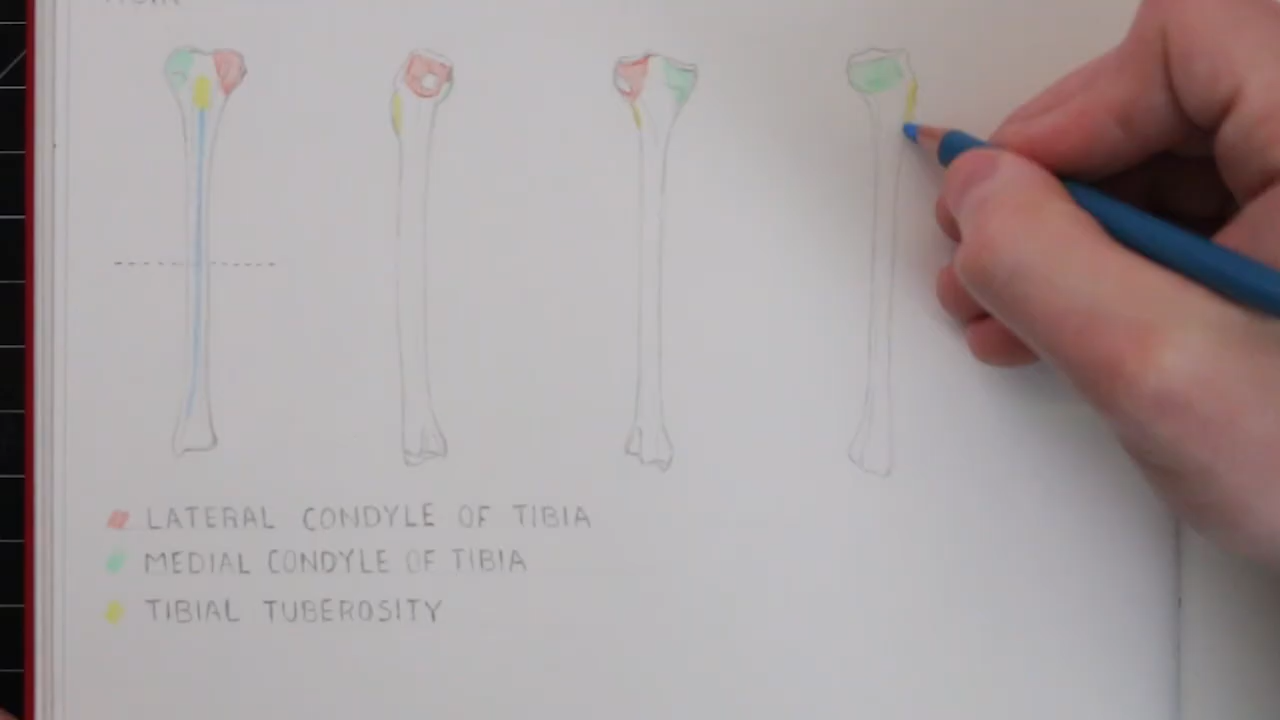 LATERAL CONDYLE OF TIBIA
MEDIAL CONDYLE OF TIBIA
TIBIAL TUBEROSITY